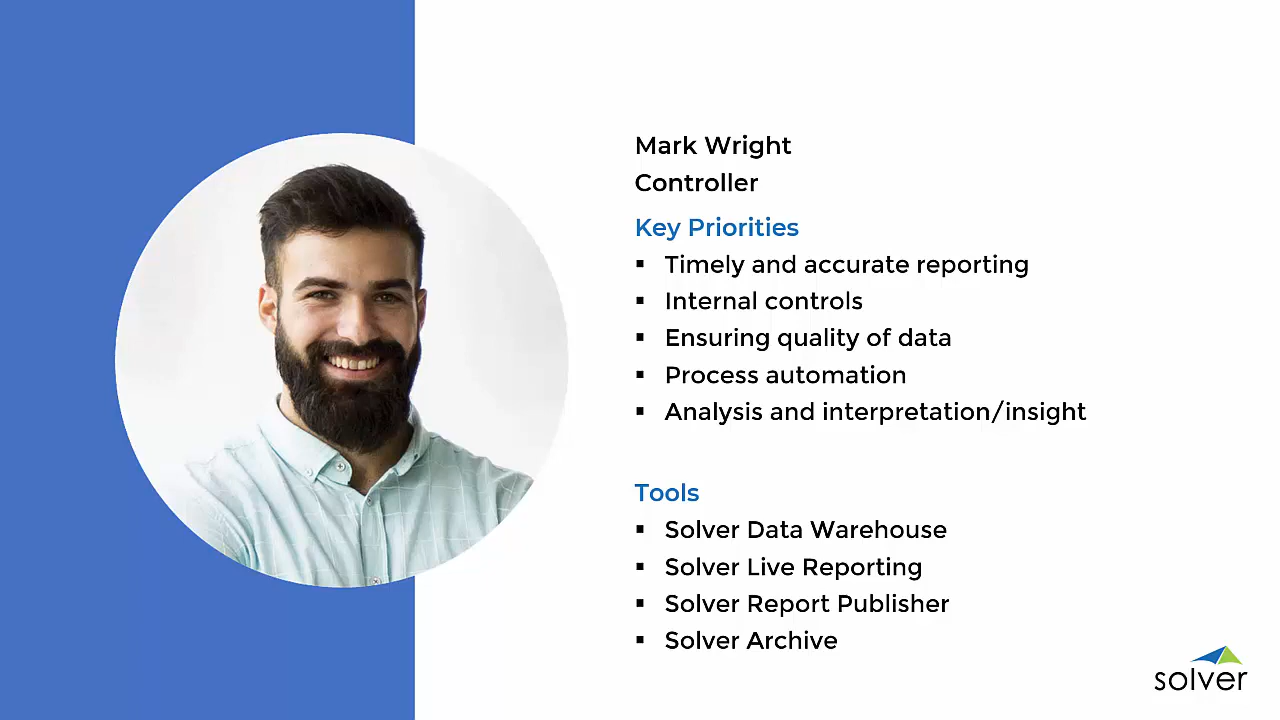 Mark Wright
Controller
Key Priorities
▪ Timely and accurate reporting
▪ Internal controls
▪ Ensuring quality of data
▪ Process automation
▪ Analysis and interpretation/insight
Tools
▪ Solver Data Warehouse
▪ Solver Live Reporting
▪ Solver Report Publisher
▪ Solver Archive
solver